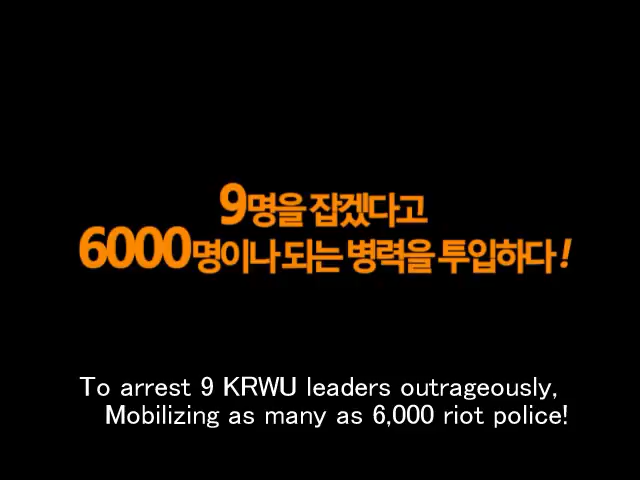 9명을 잡겠다고
6000명이나 되는 병력을 투입하다!
To arrest 9 KRWU leaders outrageously,
Mobilizing as many as 6,000 riot police!